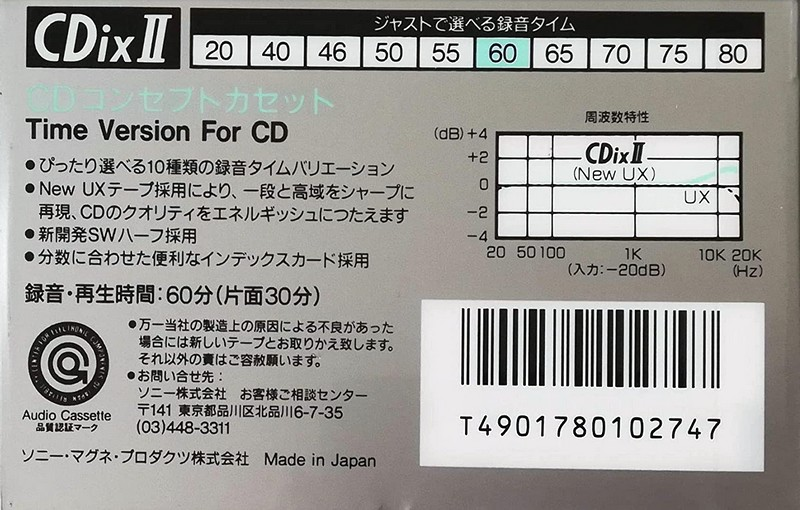 CDixII
ジャストで選べる録音タイム
20 40 46 50 55 60 65 70 75 80
CDコンセプトカセット
Time Version For CD
●ぴったり選べる10種類の録音タイムバリエーション
●New UXテープ採用により、一段と高域をシャープに
再現、CDのクオリティをエネルギッシュにつたえます
●新開発SWハーフ採用
●分数に合わせた便利なインデックスカード採用
録音・再生時間:60分(片面30分)
周波数特性
(dB) +4
+2
0
−2
−4
CDixII
(New UX)
UX
20 50 100 1K 10K 20K
(入力:−20dB) (Hz)
Audio Cassette
品質認証マーク
●万一当社の製造上の原因による不良があった
場合には新しいテープとお取りかえ致します。
それ以外の責はご容赦願います。
●お問い合せ先:
ソニー株式会社 お客様ご相談センター
〒141 東京都品川区北品川6-7-35
(03)448-3311
ソニー・マグネ・プロダクツ株式会社 Made in Japan
T4901780102747